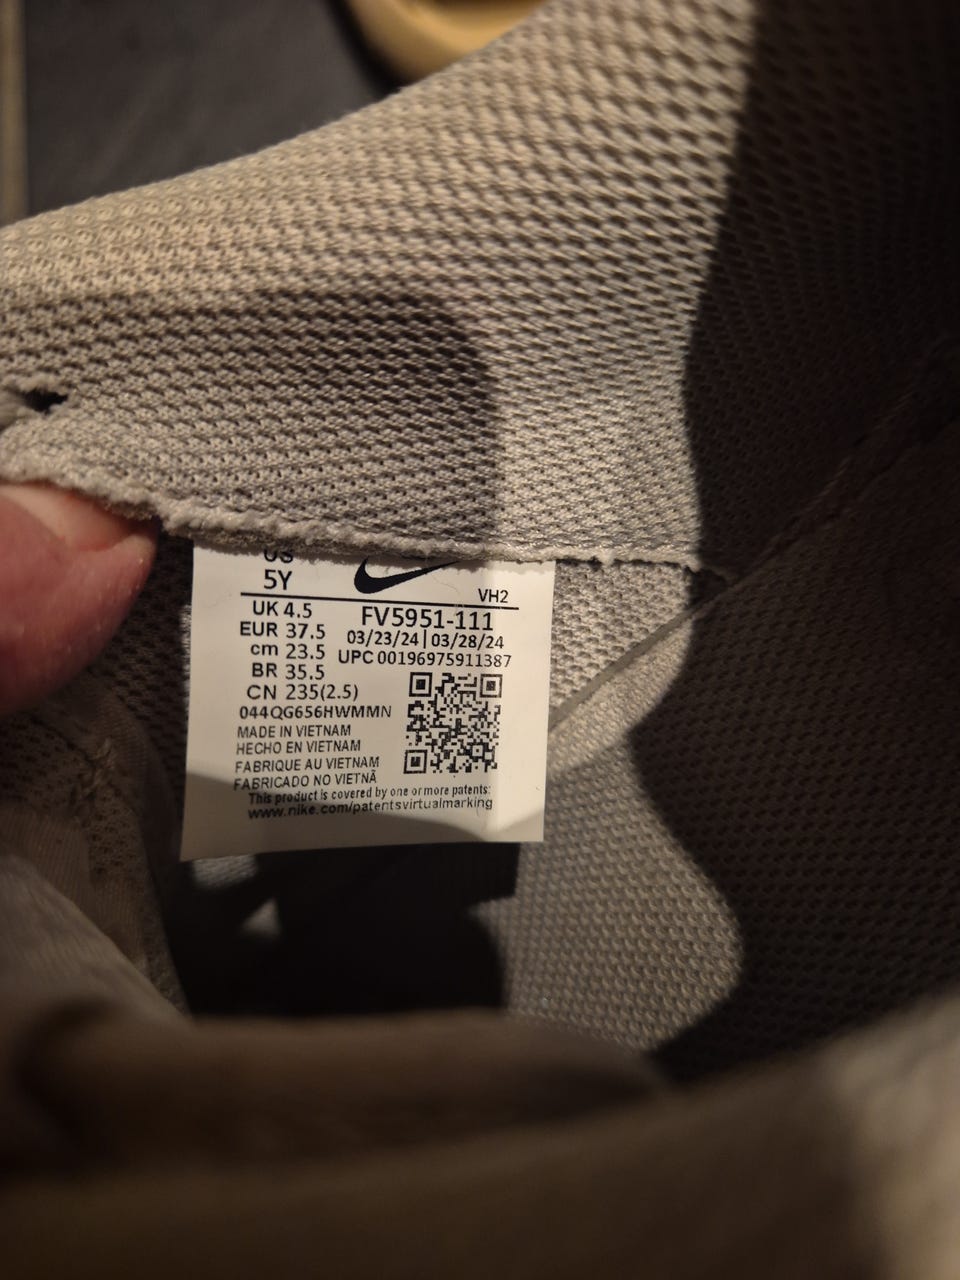 US
5Y
VH2
UK 4.5
EUR 37.5
cm 23.5
BR 35.5
CN 235(2.5)
FV5951-111
03/23/24 | 03/28/24
UPC 00196975911387
044QG656HWMMN
MADE IN VIETNAM
HECHO EN VIETNAM
FABRIQUE AU VIETNAM
FABRICADO NO VIETNÃ
This product is covered by one or more patents:
www.nike.com/patentsvirtualmarking